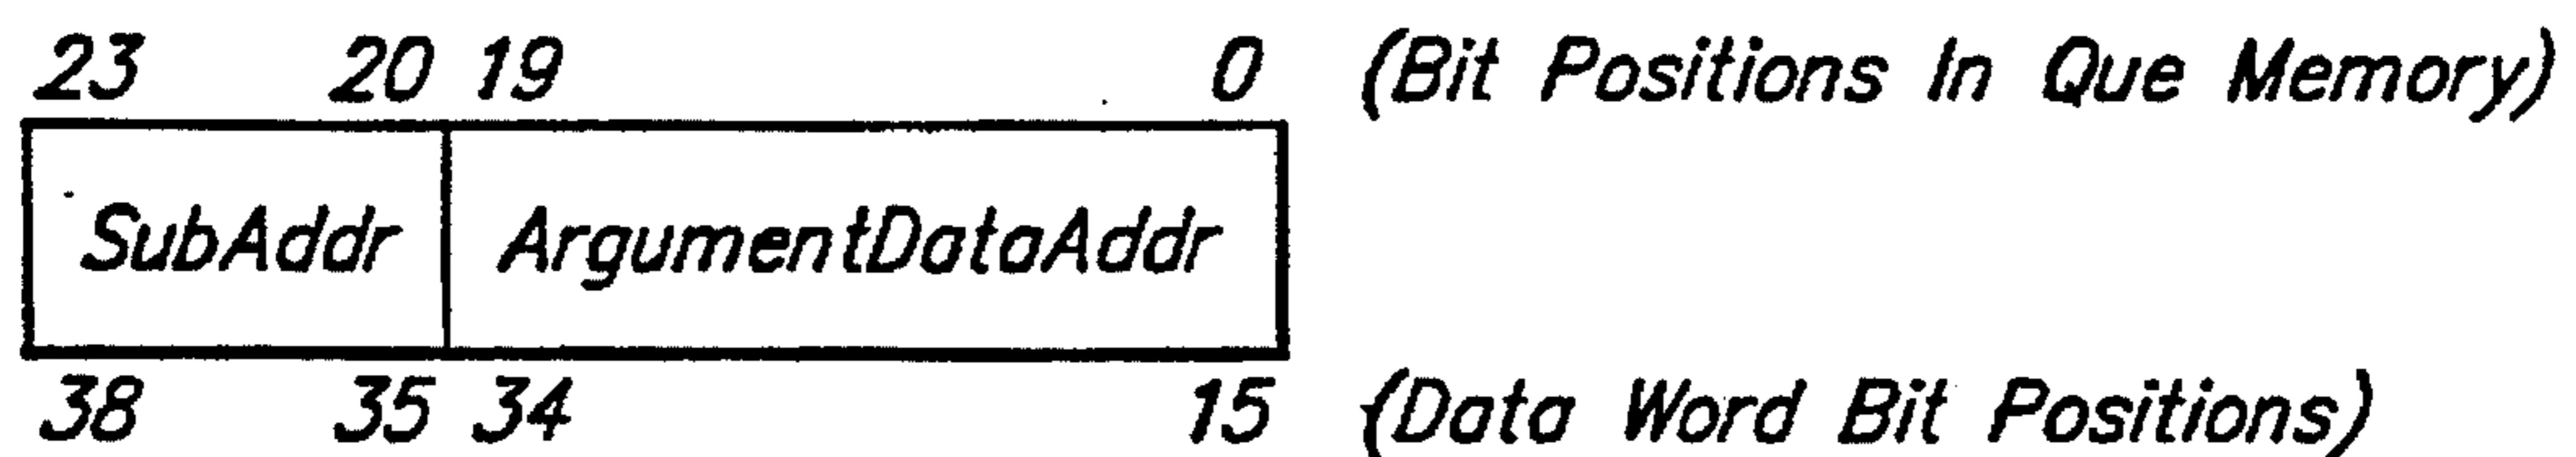 23 20 19 0 (Bit Positions In Que Memory)
SubAddr ArgumentDataAddr
38 35 34 15 (Data Word Bit Positions)